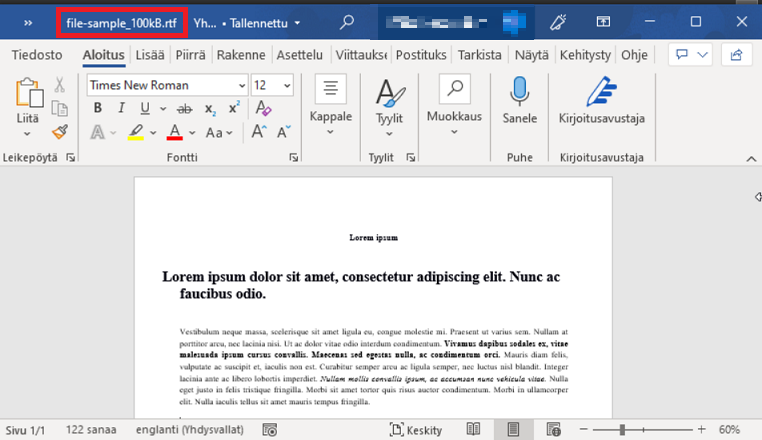 file-sample_100kB.rtf Yh... • Tallennettu
Tiedosto Aloitus Lisää Piirrä Rakenne Asettelu Viittaukse Postituks Tarkista Näytä Kehitysty Ohje
Times New Roman 12
B I U ab x₂ x² A
A A Aa A A
Liitä Kappale Tyylit Muokkaus Sanele Kirjoitusavustaja
Leikepöytä Fontti Tyylit Puhe Kirjoitusavustaja
Lorem ipsum
Lorem ipsum dolor sit amet, consectetur adipiscing elit. Nunc ac
faucibus odio.
Vestibulum neque massa, scelerisque sit amet ligula eu, congue molestie mi. Praesent ut varius sem. Nullam at
porttitor arcu, nec lacinia nisi. Ut ac dolor vitae odio interdum condimentum. Vivamus dapibus sodales ex, vitae
malesuada ipsum cursus convallis. Maecenas sed egestas nulla, ac condimentum orci. Mauris diam felis,
vulputate ac suscipit et, iaculis non est. Curabitur semper arcu ac ligula semper, nec luctus nisl blandit. Integer
lacinia ante ac libero lobortis imperdiet. Nullam mollis convallis ipsum, ac accumsan nunc vehicula vitae. Nulla
eget justo in felis tristique fringilla. Morbi sit amet tortor quis risus auctor condimentum. Morbi in ullamcorper
elit. Nulla iaculis tellus sit amet mauris tempus fringilla.
Sivu 1/1 122 sanaa englanti (Yhdysvallat) Keskity 60%